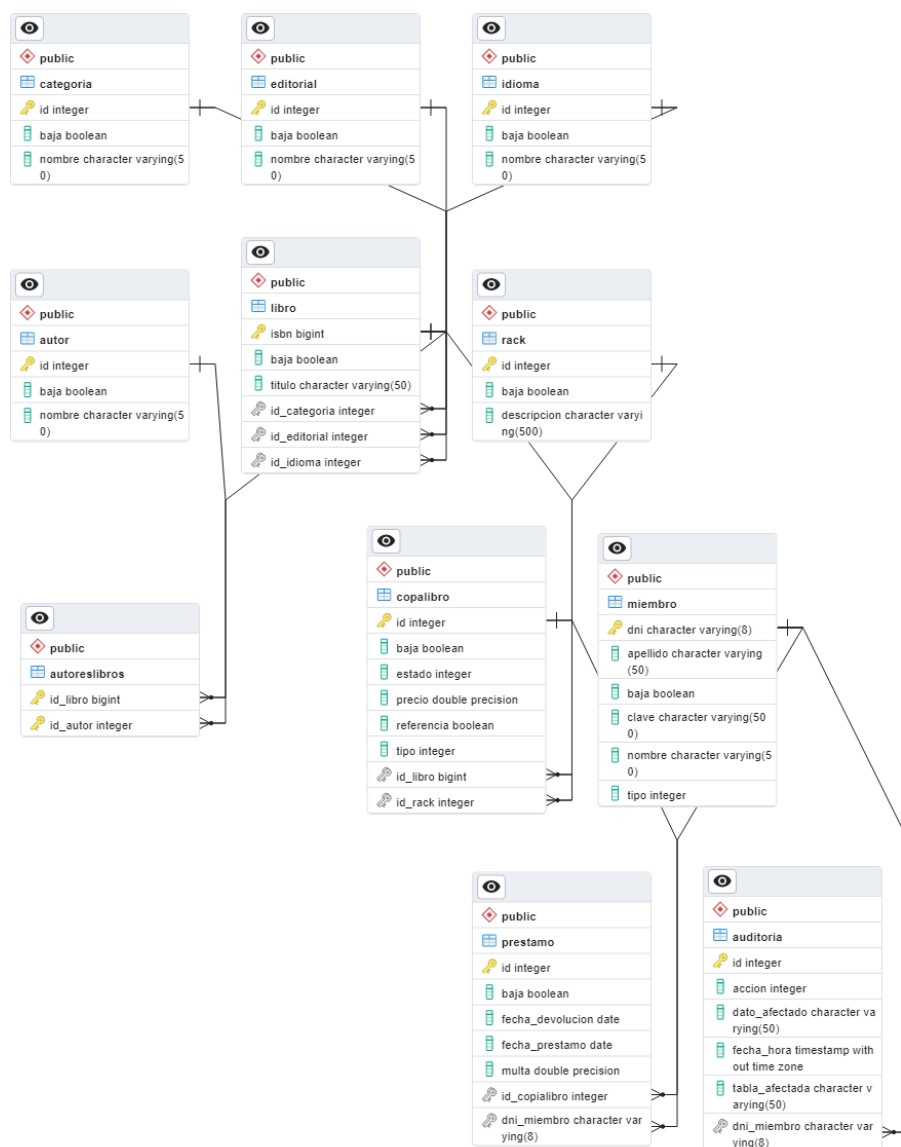 public
categoria
id integer
baja boolean
nombre character varying(5
0)
public
editorial
id integer
baja boolean
nombre character varying(5
0)
public
idioma
id integer
baja boolean
nombre character varying(5
0)
public
autor
id integer
baja boolean
nombre character varying(5
0)
public
libro
isbn bigint
baja boolean
titulo character varying(50)
id_categoria integer
id_editorial integer
id_idioma integer
public
rack
id integer
baja boolean
descripcion character varyi
ng(500)
public
autoreslibros
id_libro bigint
id_autor integer
public
copalibro
id integer
baja boolean
estado integer
precio double precision
referencia boolean
tipo integer
id_libro bigint
id_rack integer
public
miembro
dni character varying(8)
apellido character varying
(50)
baja boolean
clave character varying(50
0)
nombre character varying(5
0)
tipo integer
public
prestamo
id integer
baja boolean
fecha_devolucion date
fecha_prestamo date
multa double precision
id_copialibro integer
dni_miembro character var
ying(8)
public
auditoria
id integer
accion integer
dato_afectado character va
rying(50)
fecha_hora timestamp with
out time zone
tabla_afectada character v
arying(50)
dni_miembro character var
ying(8)